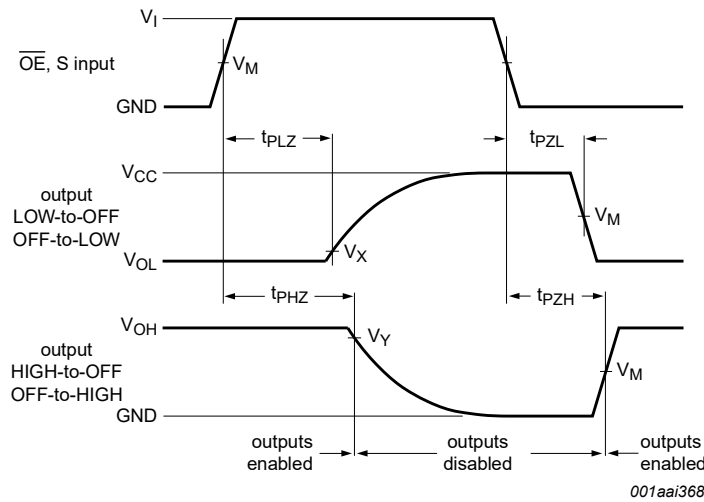 V_I
O̅E̅, S input
V_M
GND
t_PLZ
t_PZL
V_CC
output
LOW-to-OFF
OFF-to-LOW
V_M
V_X
V_OL
t_PHZ
t_PZH
V_OH
V_Y
output
HIGH-to-OFF
OFF-to-HIGH
V_M
GND
outputs
enabled
outputs
disabled
outputs
enabled
001aai368